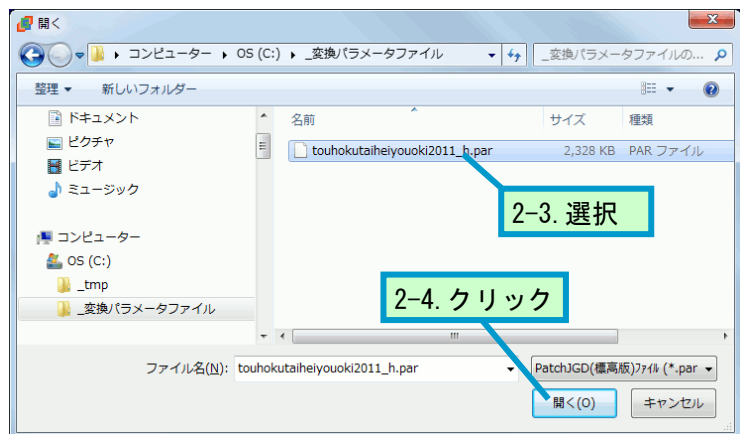 開く
コンピューター ▸ OS (C:) ▸ _変換パラメータファイル
_変換パラメータファイルの...
整理 ▼ 新しいフォルダー
ドキュメント
ピクチャ
ビデオ
ミュージック
コンピューター
OS (C:)
_tmp
_変換パラメータファイル
名前 サイズ 種類
touhokutaiheiyouoki2011_h.par 2,328 KB PAR ファイル
2-3. 選択
2-4. クリック
ファイル名(N): touhokutaiheiyouoki2011_h.par
PatchJGD(標高版)ファイル (*.par
開く(O) キャンセル